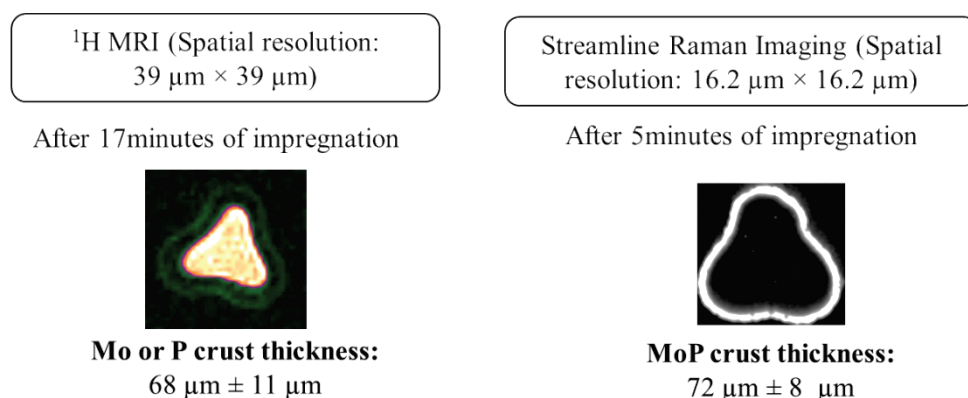 ¹H MRI (Spatial resolution:
39 µm × 39 µm)
After 17minutes of impregnation
Mo or P crust thickness:
68 µm ± 11 µm
Streamline Raman Imaging (Spatial
resolution: 16.2 µm × 16.2 µm)
After 5minutes of impregnation
MoP crust thickness:
72 µm ± 8 µm